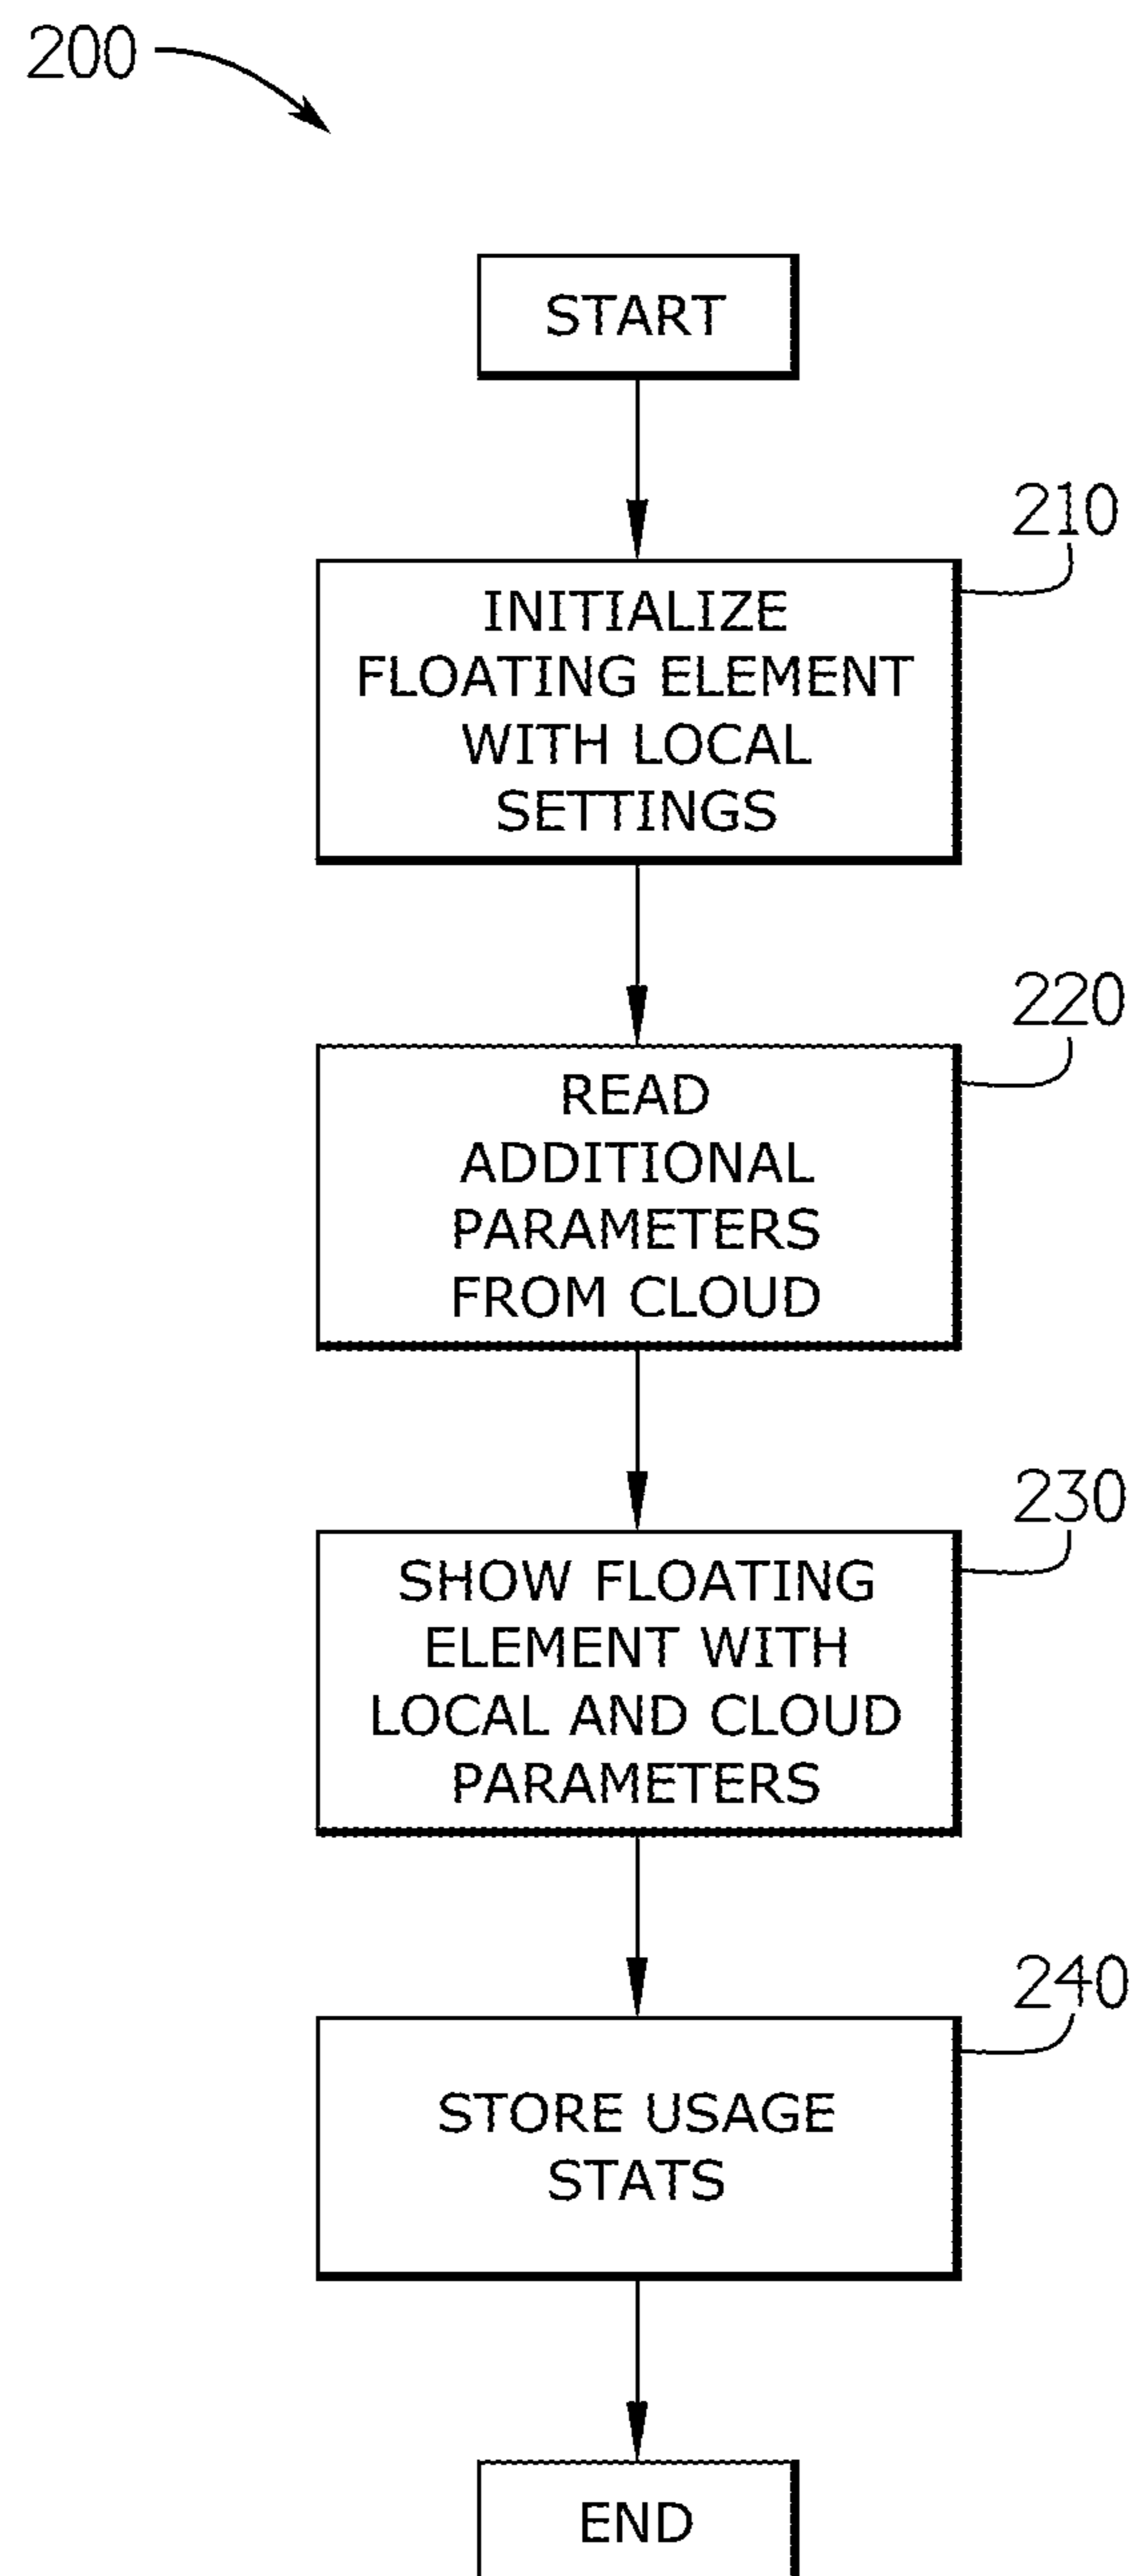 200
START
210
INITIALIZE
FLOATING ELEMENT
WITH LOCAL
SETTINGS
220
READ
ADDITIONAL
PARAMETERS
FROM CLOUD
230
SHOW FLOATING
ELEMENT WITH
LOCAL AND CLOUD
PARAMETERS
240
STORE USAGE
STATS
END